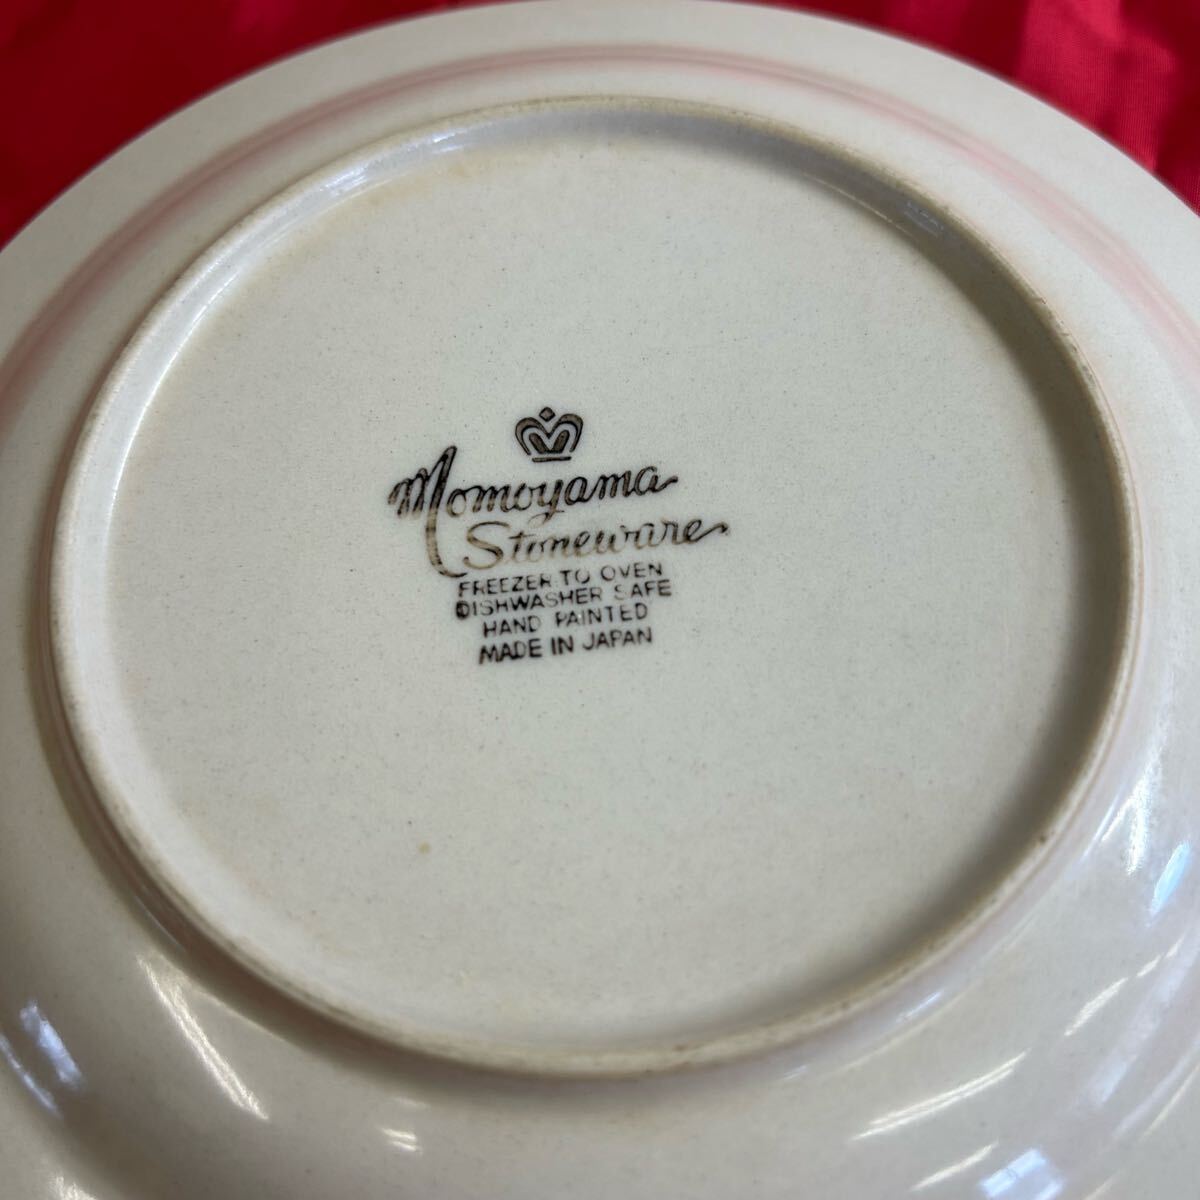 Momoyama
Stoneware
FREEZER TO OVEN
DISHWASHER SAFE
HAND PAINTED
MADE IN JAPAN